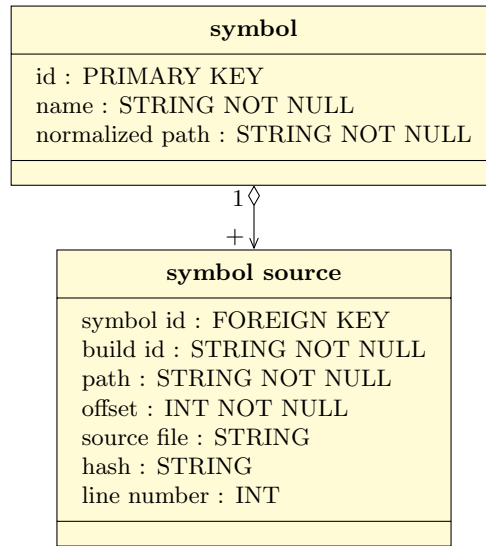 symbol
id : PRIMARY KEY
name : STRING NOT NULL
normalized path : STRING NOT NULL
1
+
symbol source
symbol id : FOREIGN KEY
build id : STRING NOT NULL
path : STRING NOT NULL
offset : INT NOT NULL
source file : STRING
hash : STRING
line number : INT